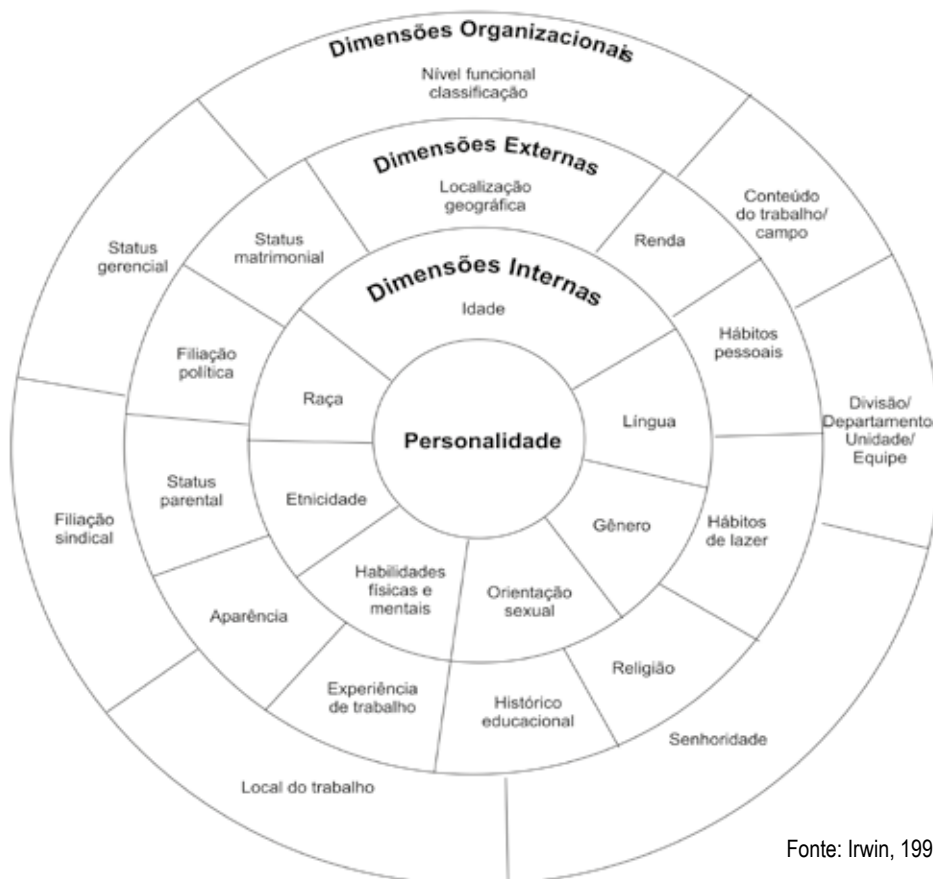 Dimensões Organizacionais
Nível funcional
classificação
Dimensões Externas
Localização
geográfica
Conteúdo
do trabalho/
campo
Status
gerencial
Status
matrimonial
Renda
Dimensões Internas
Idade
Hábitos
pessoais
Filiação
política
Raça
Língua
Divisão/
Departamento/
Unidade/
Equipe
Personalidade
Status
parental
Etnicidade
Gênero
Hábitos
de lazer
Filiação
sindical
Habilidades
físicas e
mentais
Orientação
sexual
Aparência
Religião
Experiência
de trabalho
Histórico
educacional
Senhoridade
Local do trabalho
Fonte: Irwin, 199